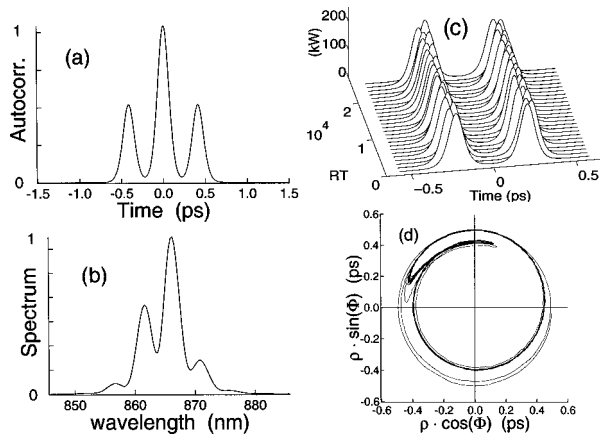 (a)
Autocorr.
1
0
-1.5 -1.0 -0.5 0.0 0.5 1.0 1.5
Time (ps)
(b)
Spectrum
1
0
850 860 870 880
wavelength (nm)
(c)
(kW)
200
100
0
2
10⁴
1
RT
0
-0.5 0 0.5
Time (ps)
(d)
ρ · sin(Φ) (ps)
0.6
0.4
0.2
0.0
-0.2
-0.4
-0.6
-0.6 -0.4 -0.2 0.0 0.2 0.4 0.6
ρ · cos(Φ) (ps)